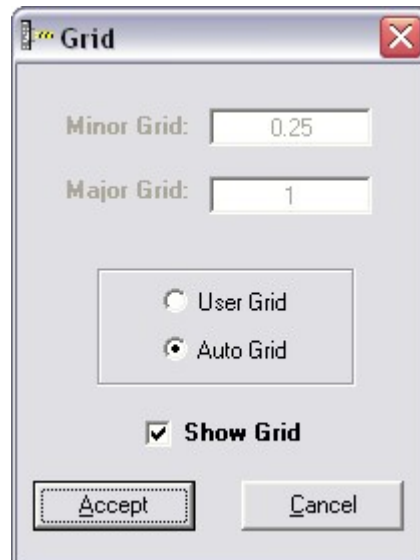 Grid
Minor Grid: 0.25
Major Grid: 1
User Grid
Auto Grid
Show Grid
Accept Cancel